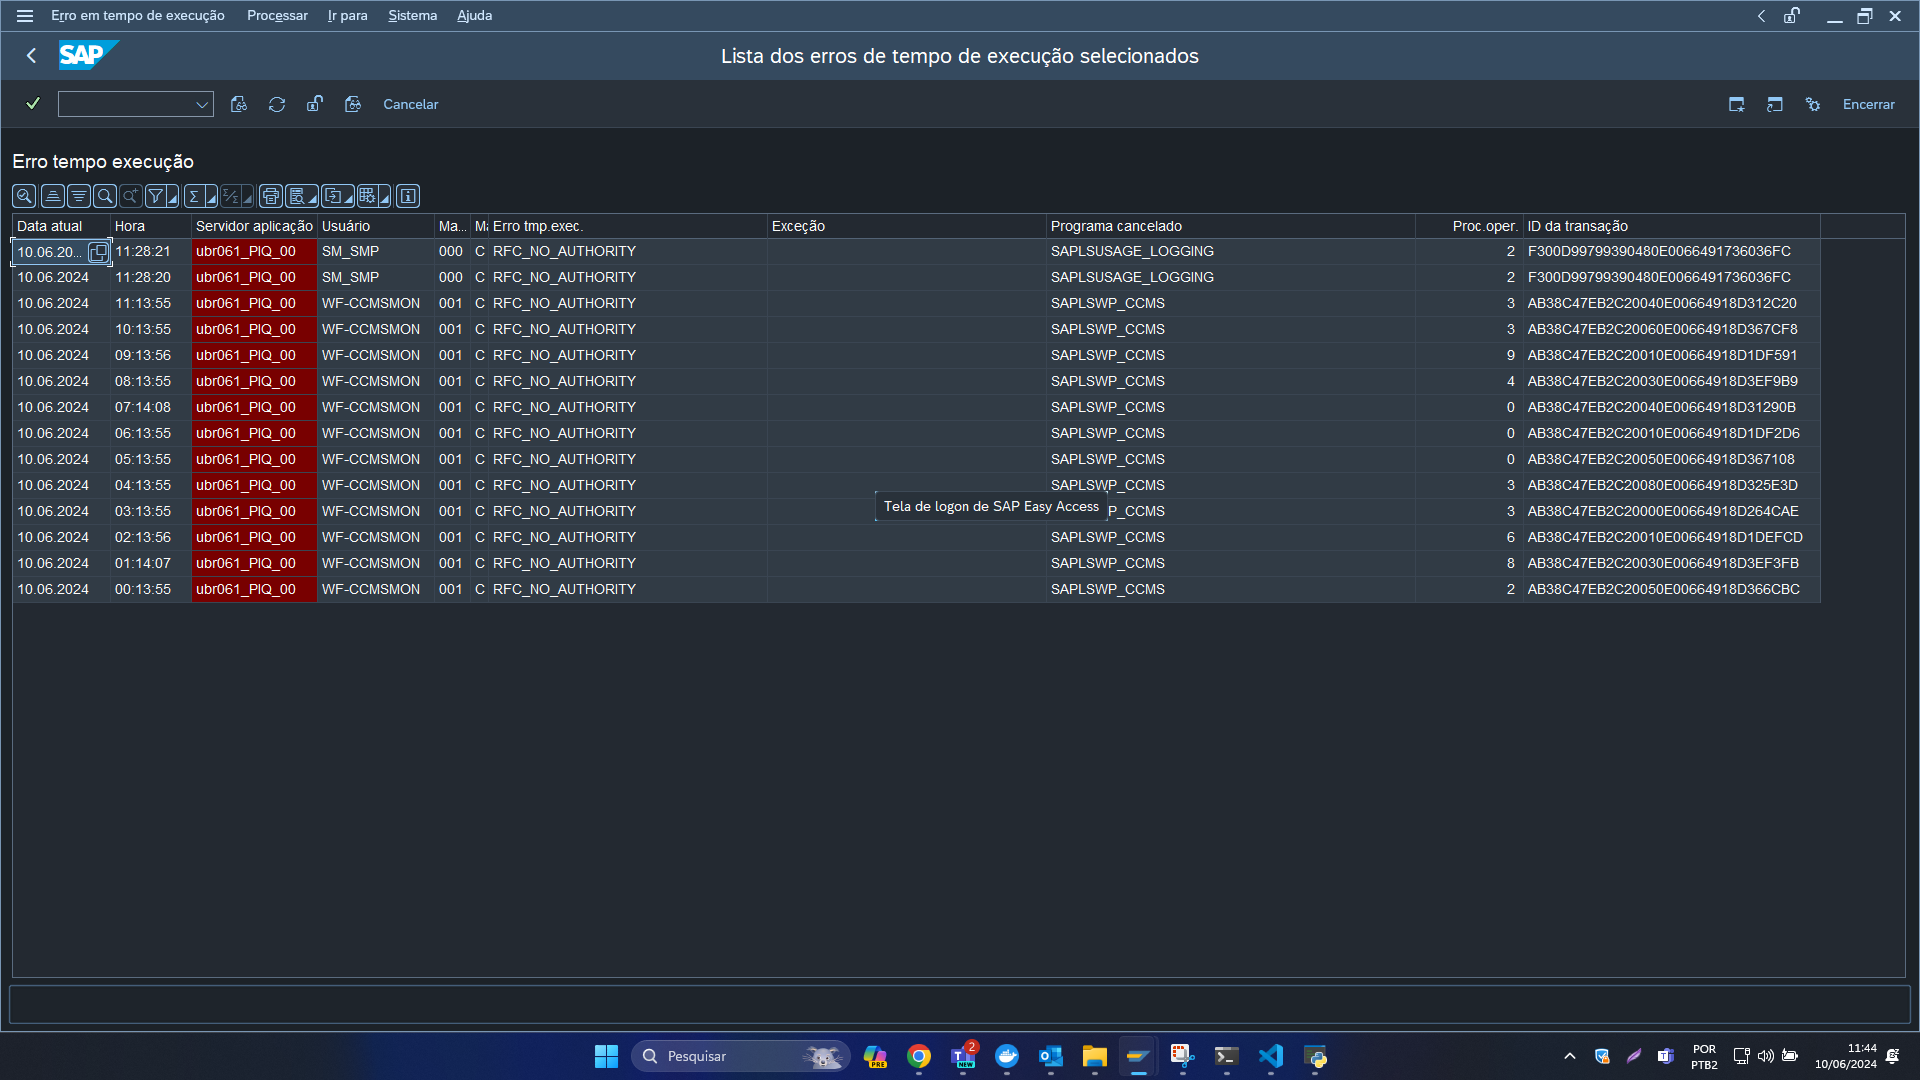 Erro em tempo de execução Processar Ir para Sistema Ajuda
SAP Lista dos erros de tempo de execução selecionados
Cancelar Encerrar
Erro tempo execução
Data atual Hora Servidor aplicação Usuário Ma... Ma Erro tmp.exec. Exceção Programa cancelado Proc.oper. ID da transação
10.06.20... 11:28:21 ubr061_PIQ_00 SM_SMP 000 C RFC_NO_AUTHORITY SAPLSUSAGE_LOGGING 2 F300D99799390480E0066491736036FC
10.06.2024 11:28:20 ubr061_PIQ_00 SM_SMP 000 C RFC_NO_AUTHORITY SAPLSUSAGE_LOGGING 2 F300D99799390480E0066491736036FC
10.06.2024 11:13:55 ubr061_PIQ_00 WF-CCMSMON 001 C RFC_NO_AUTHORITY SAPLSWP_CCMS 3 AB38C47EB2C20040E00664918D312C20
10.06.2024 10:13:55 ubr061_PIQ_00 WF-CCMSMON 001 C RFC_NO_AUTHORITY SAPLSWP_CCMS 3 AB38C47EB2C20060E00664918D367CF8
10.06.2024 09:13:56 ubr061_PIQ_00 WF-CCMSMON 001 C RFC_NO_AUTHORITY SAPLSWP_CCMS 9 AB38C47EB2C20010E00664918D1DF591
10.06.2024 08:13:55 ubr061_PIQ_00 WF-CCMSMON 001 C RFC_NO_AUTHORITY SAPLSWP_CCMS 4 AB38C47EB2C20030E00664918D3EF9B9
10.06.2024 07:14:08 ubr061_PIQ_00 WF-CCMSMON 001 C RFC_NO_AUTHORITY SAPLSWP_CCMS 0 AB38C47EB2C20040E00664918D31290B
10.06.2024 06:13:55 ubr061_PIQ_00 WF-CCMSMON 001 C RFC_NO_AUTHORITY SAPLSWP_CCMS 0 AB38C47EB2C20010E00664918D1DF2D6
10.06.2024 05:13:55 ubr061_PIQ_00 WF-CCMSMON 001 C RFC_NO_AUTHORITY SAPLSWP_CCMS 0 AB38C47EB2C20050E00664918D367108
10.06.2024 04:13:55 ubr061_PIQ_00 WF-CCMSMON 001 C RFC_NO_AUTHORITY SAPLSWP_CCMS 3 AB38C47EB2C20080E00664918D325E3D
10.06.2024 03:13:55 ubr061_PIQ_00 WF-CCMSMON 001 C RFC_NO_AUTHORITY Tela de logon de SAP Easy Access P_CCMS 3 AB38C47EB2C20000E00664918D264CAE
10.06.2024 02:13:56 ubr061_PIQ_00 WF-CCMSMON 001 C RFC_NO_AUTHORITY SAPLSWP_CCMS 6 AB38C47EB2C20010E00664918D1DEFCD
10.06.2024 01:14:07 ubr061_PIQ_00 WF-CCMSMON 001 C RFC_NO_AUTHORITY SAPLSWP_CCMS 8 AB38C47EB2C20030E00664918D3EF3FB
10.06.2024 00:13:55 ubr061_PIQ_00 WF-CCMSMON 001 C RFC_NO_AUTHORITY SAPLSWP_CCMS 2 AB38C47EB2C20050E00664918D366CBC
Pesquisar PRE 2 NEW POR 11:44
PTB2 10/06/2024